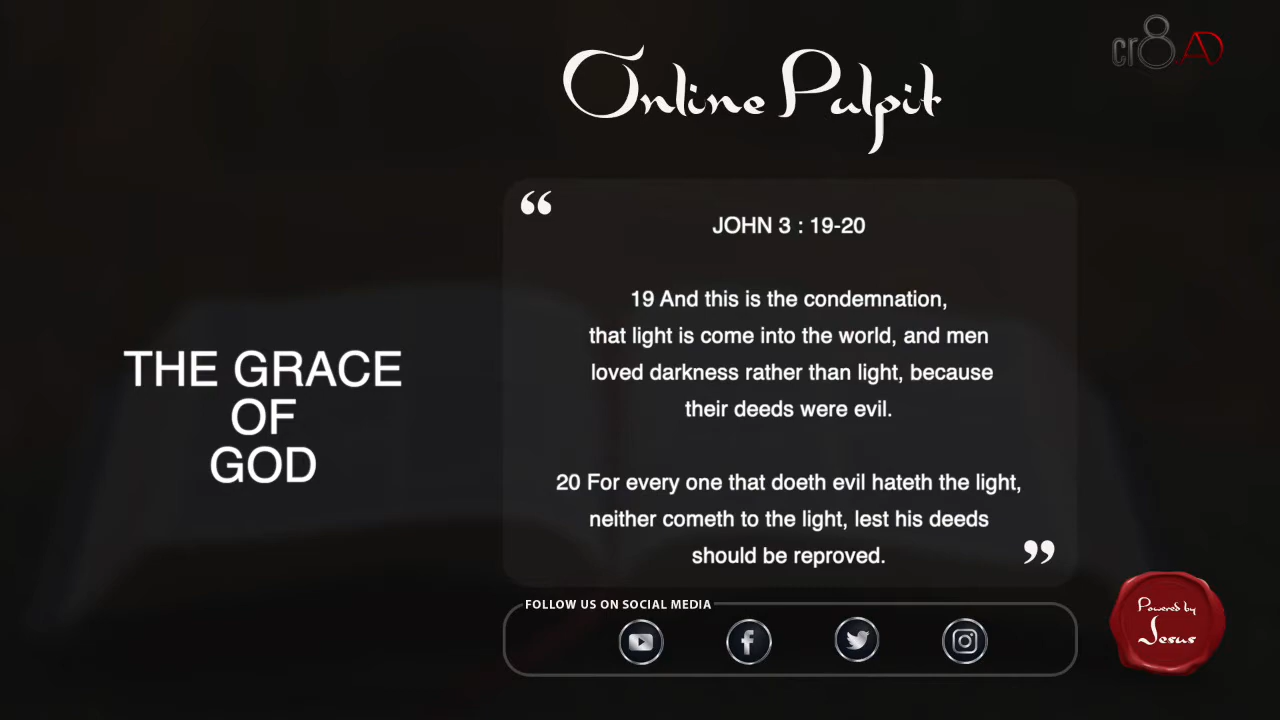 cr8AD
Online Pulpit
THE GRACE
OF
GOD
“
JOHN 3 : 19-20
19 And this is the condemnation,
that light is come into the world, and men
loved darkness rather than light, because
their deeds were evil.
20 For every one that doeth evil hateth the light,
neither cometh to the light, lest his deeds
should be reproved.
”
FOLLOW US ON SOCIAL MEDIA
Powered by
Jesus